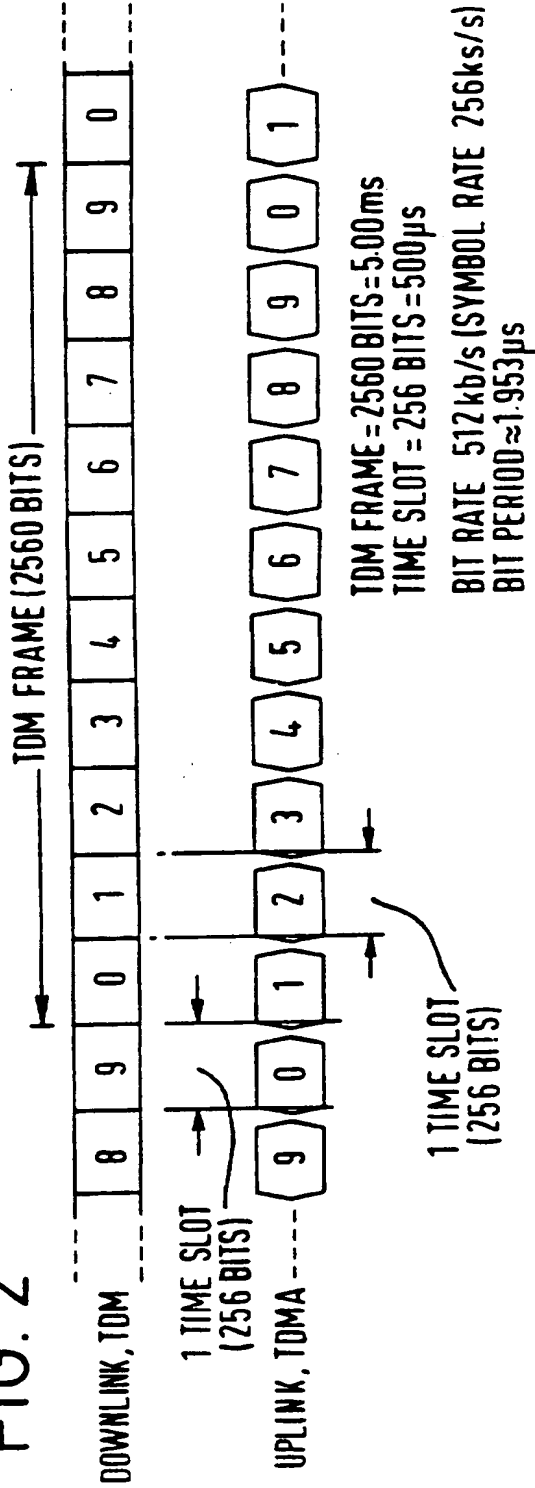 FIG. 2
TDM FRAME (2560 BITS)
DOWNLINK, TDM
8 9 0 1 2 3 4 5 6 7 8 9 0
1 TIME SLOT
(256 BITS)
UPLINK, TDMA
9 0 1 2 3 4 5 6 7 8 9 0 1
1 TIME SLOT
(256 BITS)
TDM FRAME = 2560 BITS = 5.00ms
TIME SLOT = 256 BITS = 500µs
BIT RATE 512kb/s (SYMBOL RATE 256ks/s)
BIT PERIOD ≈ 1.953µs